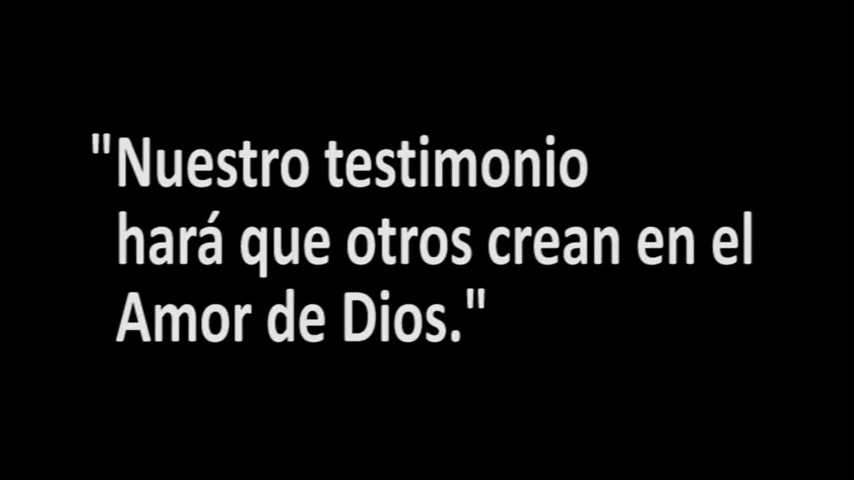 "Nuestro testimonio
hará que otros crean en el
Amor de Dios."